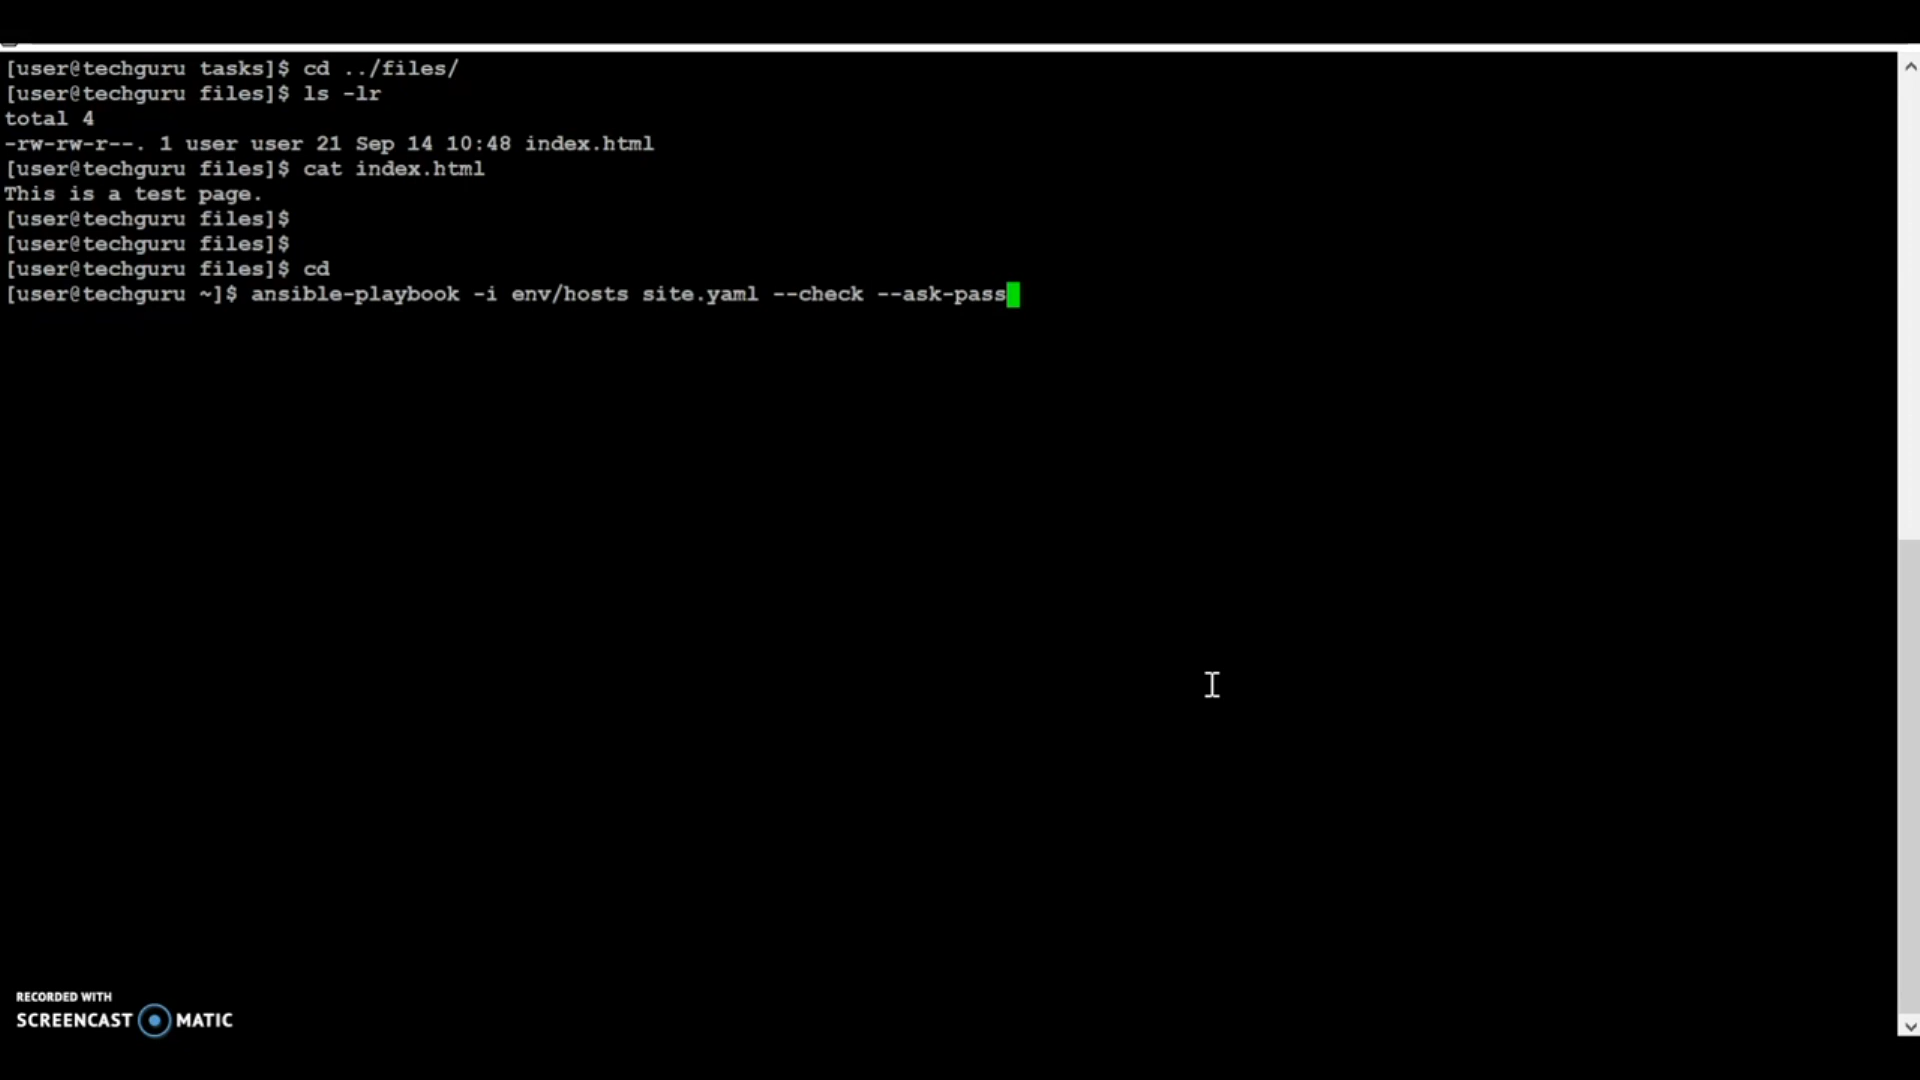 [user@techguru tasks]$ cd ../files/
[user@techguru files]$ ls -lr
total 4
-rw-rw-r--. 1 user user 21 Sep 14 10:48 index.html
[user@techguru files]$ cat index.html
This is a test page.
[user@techguru files]$
[user@techguru files]$
[user@techguru files]$ cd
[user@techguru ~]$ ansible-playbook -i env/hosts site.yaml --check --ask-pass
RECORDED WITH
SCREENCAST MATIC